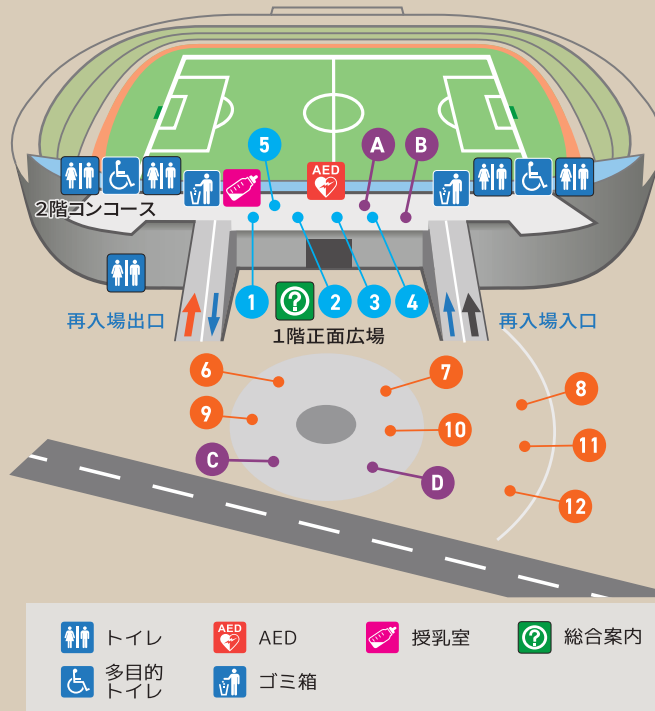 5
A
B
AED
2階コンコース
1
2
3
4
再入場出口
1階正面広場
再入場入口
6
7
8
9
10
11
C
D
12
トイレ
AED
AED
授乳室
総合案内
多目的
トイレ
ゴミ箱